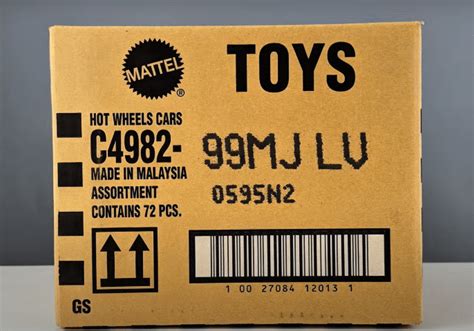 MATTEL
®
TOYS
HOT WHEELS CARS
C4982- 99MJ LV
MADE IN MALAYSIA
ASSORTMENT
0595N2
CONTAINS 72 PCS.
1 00 27084 12013 1
GS